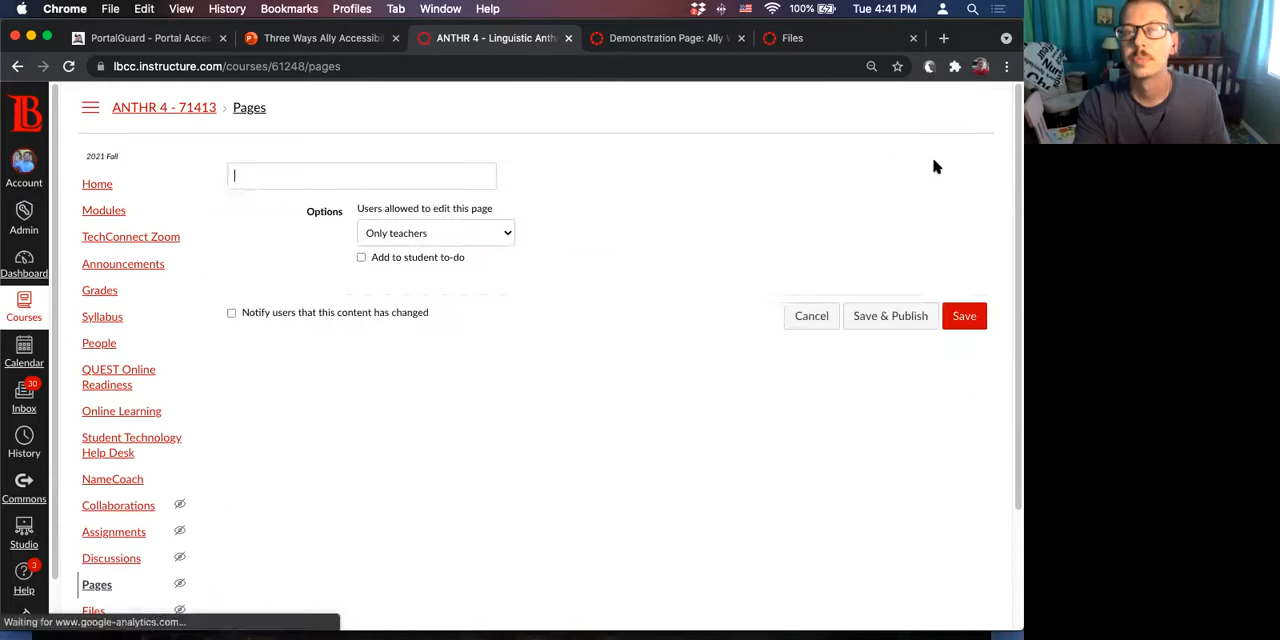 Chrome File Edit View History Bookmarks Profiles Tab Window Help 100% Tue 4:41 PM
PortalGuard - Portal Acces
Three Ways Ally Accessibil
ANTHR 4 - Linguistic Anth
Demonstration Page: Ally
Files
lbcc.instructure.com/courses/61248/pages
ANTHR 4 - 71413 › Pages
2021 Fall
Home
Modules
TechConnect Zoom
Announcements
Grades
Syllabus
People
QUEST Online
Readiness
Online Learning
Student Technology
Help Desk
NameCoach
Collaborations
Assignments
Discussions
Pages
Files
Account
Admin
Dashboard
Courses
Calendar
30
Inbox
History
Commons
Studio
3
Help
Options
Users allowed to edit this page
Only teachers
Add to student to-do
Notify users that this content has changed
Cancel
Save & Publish
Save
Waiting for www.google-analytics.com...